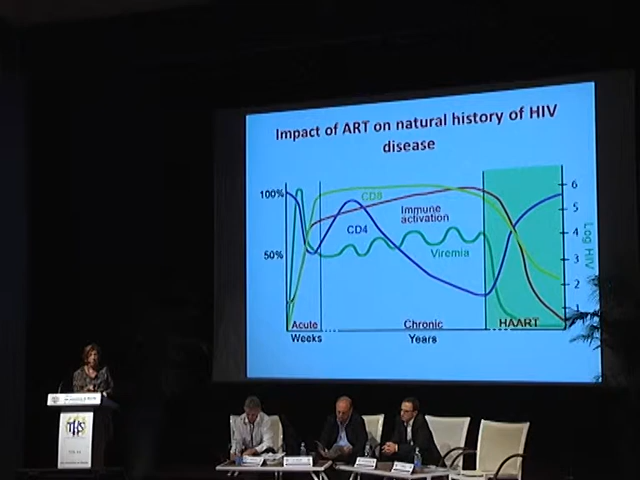 Impact of ART on natural history of HIV
disease
100%
50%
CD8
Immune
activation
CD4
Viremia
6
5
4
3
2
1
Log HIV
Acute
Chronic
HAART
Weeks
Years